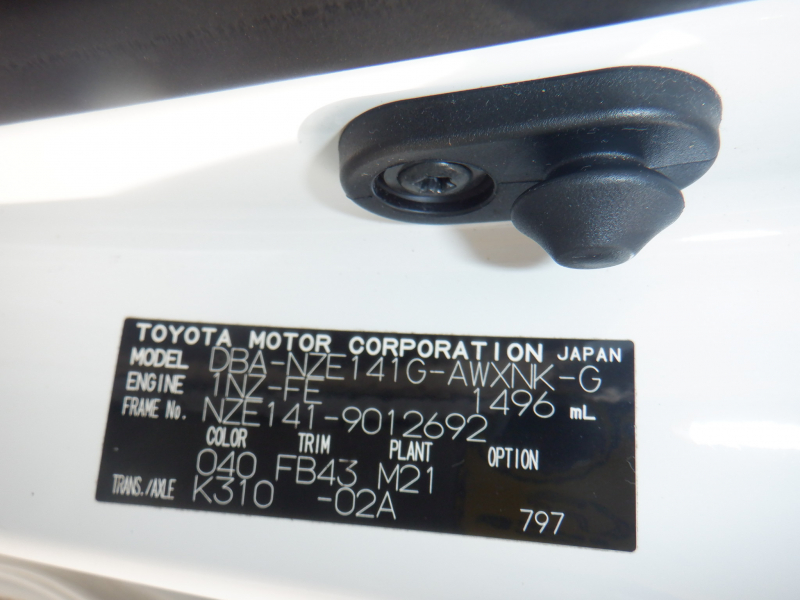 TOYOTA MOTOR CORPORATION JAPAN
MODEL DBA-NZE141G-AWXNK-G
ENGINE 1NZ-FE 1496 mL
FRAME No. NZE141-9012692
COLOR TRIM PLANT OPTION
040 FB43 M21
TRANS./AXLE K310 -02A
797